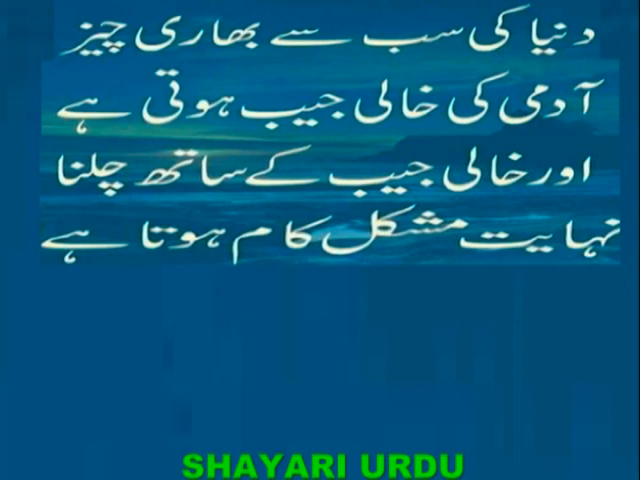 دنیا کی سب سے بھاری چیز
آدمی کی خالی جیب ہوتی ہے
اور خالی جیب کے ساتھ چلنا
نہایت مشکل کام ہوتا ہے
SHAYARI URDU